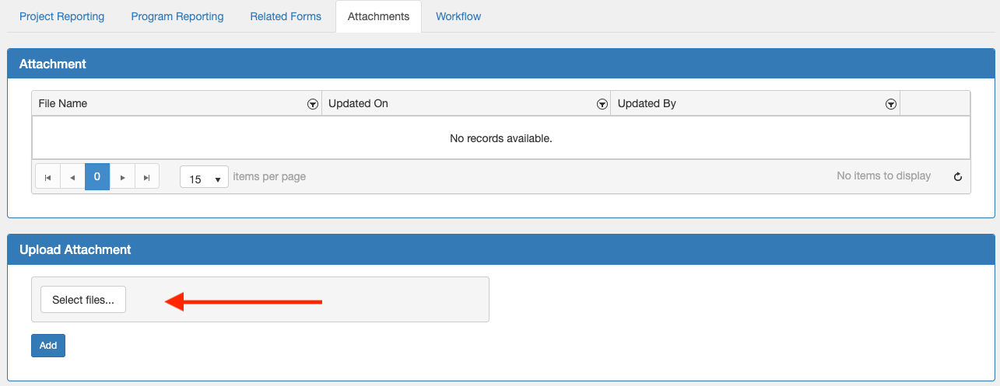 Project Reporting Program Reporting Related Forms Attachments Workflow
Attachment
File Name Updated On Updated By
No records available.
0 15 items per page No items to display
Upload Attachment
Select files...
Add